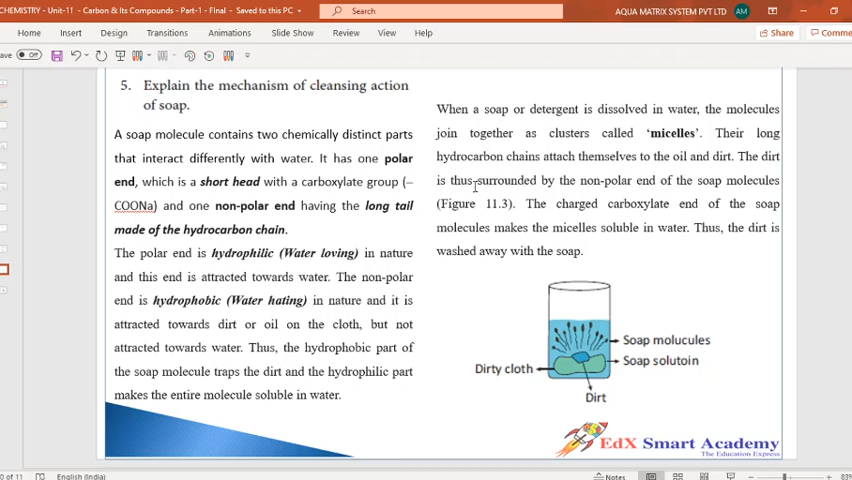 CHEMISTRY - Unit-11 - Carbon & Its Compounds - Part-1 - FInal - Saved to this PC
Search
AQUA MATRIX SYSTEM PVT LTD
AM
Home Insert Design Transitions Animations Slide Show Review View Help
Share
Comme
ave Off
5. Explain the mechanism of cleansing action
of soap.
A soap molecule contains two chemically distinct parts
that interact differently with water. It has one polar
end, which is a short head with a carboxylate group (–
COONa) and one non-polar end having the long tail
made of the hydrocarbon chain.
The polar end is hydrophilic (Water loving) in nature
and this end is attracted towards water. The non-polar
end is hydrophobic (Water hating) in nature and it is
attracted towards dirt or oil on the cloth, but not
attracted towards water. Thus, the hydrophobic part of
the soap molecule traps the dirt and the hydrophilic part
makes the entire molecule soluble in water.
When a soap or detergent is dissolved in water, the molecules
join together as clusters called ‘micelles’. Their long
hydrocarbon chains attach themselves to the oil and dirt. The dirt
is thus surrounded by the non-polar end of the soap molecules
(Figure 11.3). The charged carboxylate end of the soap
molecules makes the micelles soluble in water. Thus, the dirt is
washed away with the soap.
Soap molucules
Soap solutoin
Dirty cloth
Dirt
EdX Smart Academy
The Education Express
0 of 11
English (India)
Notes
83%